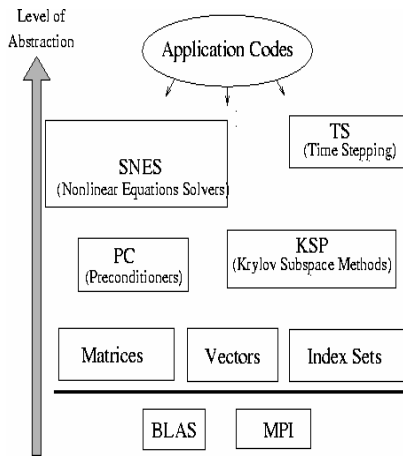 Level of
Abstraction
Application Codes
SNES
(Nonlinear Equations Solvers)
TS
(Time Stepping)
PC
(Preconditioners)
KSP
(Krylov Subspace Methods)
Matrices
Vectors
Index Sets
BLAS
MPI